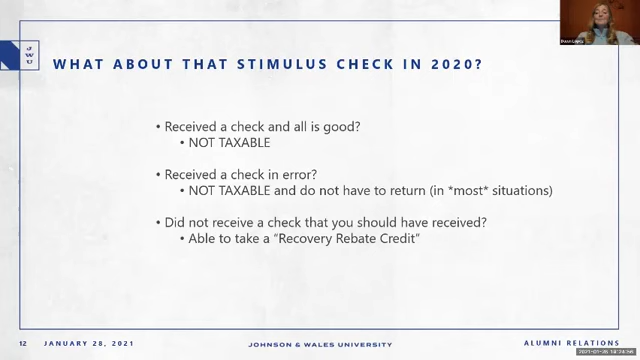 J
W
U
WHAT ABOUT THAT STIMULUS CHECK IN 2020?
• Received a check and all is good?
• NOT TAXABLE
• Received a check in error?
• NOT TAXABLE and do not have to return (in *most* situations)
• Did not receive a check that you should have received?
• Able to take a “Recovery Rebate Credit”
12 JANUARY 28, 2021 JOHNSON & WALES UNIVERSITY ALUMNI RELATIONS